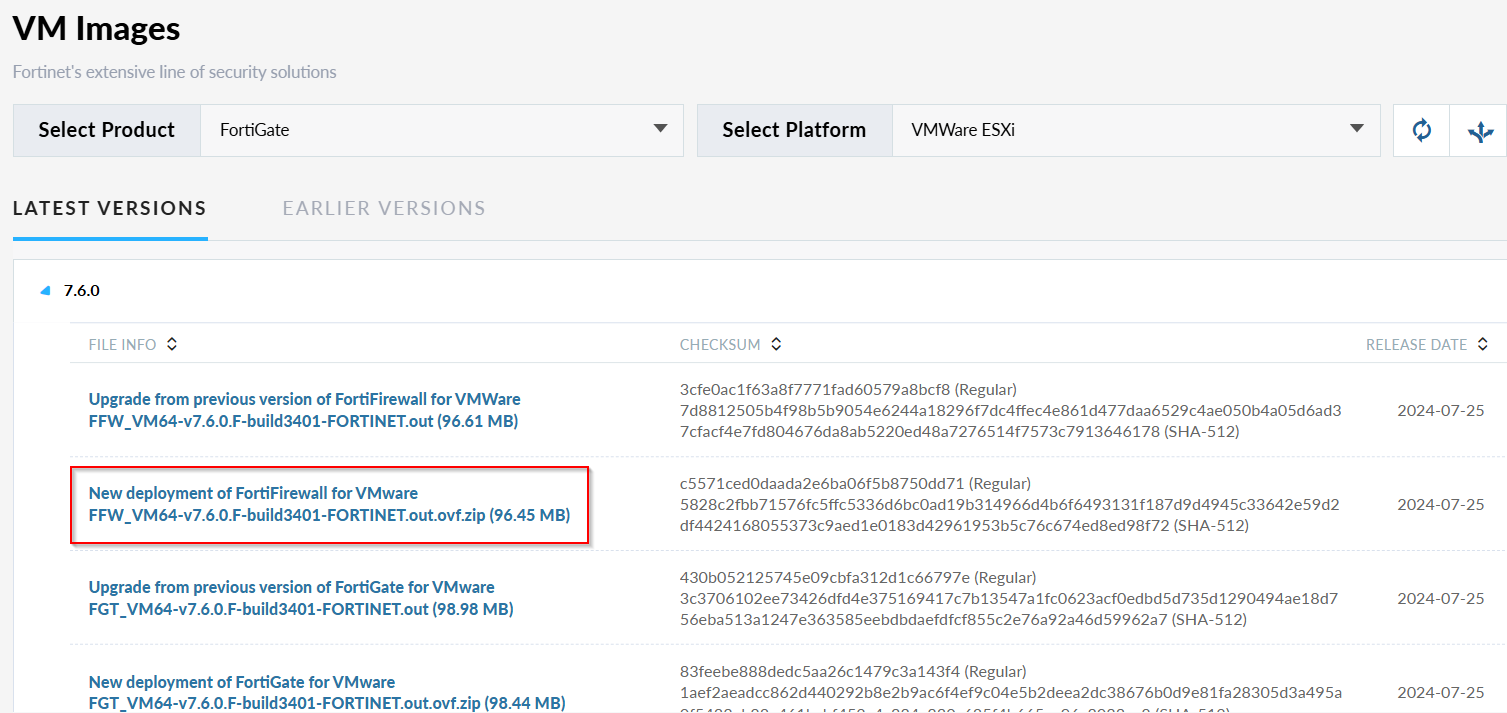 VM Images
Fortinet's extensive line of security solutions
Select Product FortiGate Select Platform VMWare ESXi
LATEST VERSIONS EARLIER VERSIONS
7.6.0
FILE INFO CHECKSUM RELEASE DATE
Upgrade from previous version of FortiFirewall for VMWare
FFW_VM64-v7.6.0.F-build3401-FORTINET.out (96.61 MB)
3cfe0ac1f63a8f7771fad60579a8bcf8 (Regular)
7d8812505b4f98b5b9054e6244a18296f7dc4ffec4e861d477daa6529c4ae050b4a05d6ad3
7cfacf4e7fd804676da8ab5220ed48a7276514f7573c7913646178 (SHA-512)
2024-07-25
New deployment of FortiFirewall for VMware
FFW_VM64-v7.6.0.F-build3401-FORTINET.out.ovf.zip (96.45 MB)
c5571ced0daada2e6ba06f5b8750dd71 (Regular)
5828c2fbb71576fc5ffc5336d6bc0ad19b314966d4b6f6493131f187d9d4945c33642e59d2
df4424168055373c9aed1e0183d42961953b5c76c674ed8ed98f72 (SHA-512)
2024-07-25
Upgrade from previous version of FortiGate for VMware
FGT_VM64-v7.6.0.F-build3401-FORTINET.out (98.98 MB)
430b052125745e09cbfa312d1c66797e (Regular)
3c3706102ee73426dfd4e375169417c7b13547a1fc0623acf0edbd5d735d1290494ae18d7
56eba513a1247e363585eebdbdaefdfcf855c2e76a92a46d59962a7 (SHA-512)
2024-07-25
New deployment of FortiGate for VMware
FGT_VM64-v7.6.0.F-build3401-FORTINET.out.ovf.zip (98.44 MB)
83feebe888dedc5aa26c1479c3a143f4 (Regular)
1aef2aeadcc862d440292b8e2b9ac6f4ef9c04e5b2deea2dc38676b0d9e81fa28305d3a495a
2024-07-25